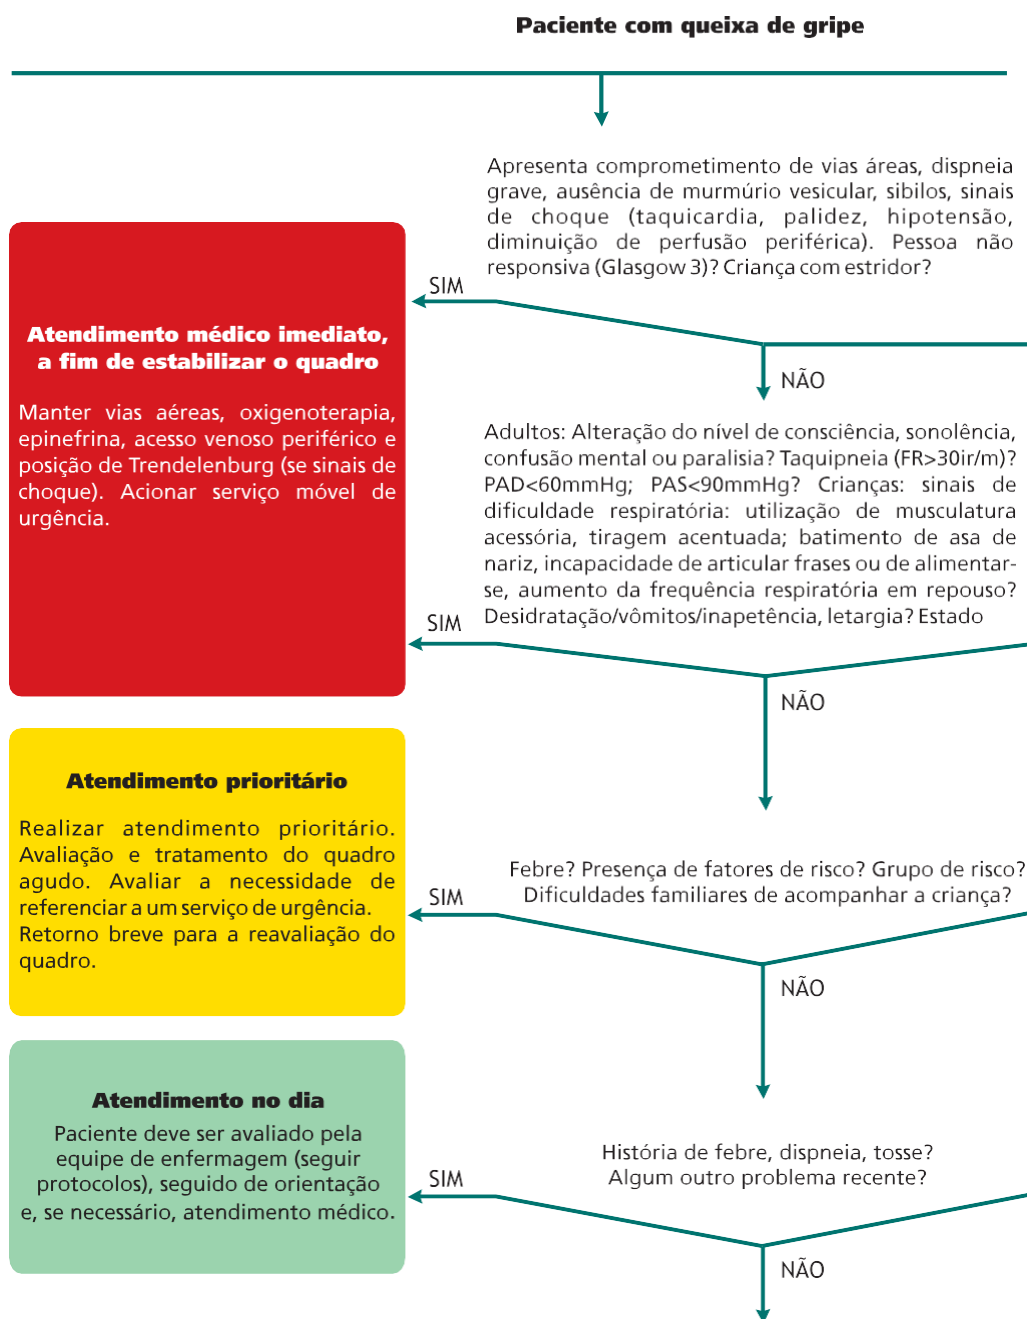 Paciente com queixa de gripe
Apresenta comprometimento de vias áreas, dispneia
grave, ausência de murmúrio vesicular, sibilos, sinais
de choque (taquicardia, palidez, hipotensão,
diminuição de perfusão periférica). Pessoa não
responsiva (Glasgow 3)? Criança com estridor?
SIM
Atendimento médico imediato,
a fim de estabilizar o quadro
Manter vias aéreas, oxigenoterapia,
epinefrina, acesso venoso periférico e
posição de Trendelenburg (se sinais de
choque). Acionar serviço móvel de
urgência.
NÃO
Adultos: Alteração do nível de consciência, sonolência,
confusão mental ou paralisia? Taquipneia (FR>30ir/m)?
PAD<60mmHg; PAS<90mmHg? Crianças: sinais de
dificuldade respiratória: utilização de musculatura
acessória, tiragem acentuada; batimento de asa de
nariz, incapacidade de articular frases ou de alimentar-
se, aumento da frequência respiratória em repouso?
Desidratação/vômitos/inapetência, letargia? Estado
SIM
NÃO
Atendimento prioritário
Realizar atendimento prioritário.
Avaliação e tratamento do quadro
agudo. Avaliar a necessidade de
referenciar a um serviço de urgência.
Retorno breve para a reavaliação do
quadro.
Febre? Presença de fatores de risco? Grupo de risco?
Dificuldades familiares de acompanhar a criança?
SIM
NÃO
Atendimento no dia
Paciente deve ser avaliado pela
equipe de enfermagem (seguir
protocolos), seguido de orientação
e, se necessário, atendimento médico.
História de febre, dispneia, tosse?
Algum outro problema recente?
SIM
NÃO